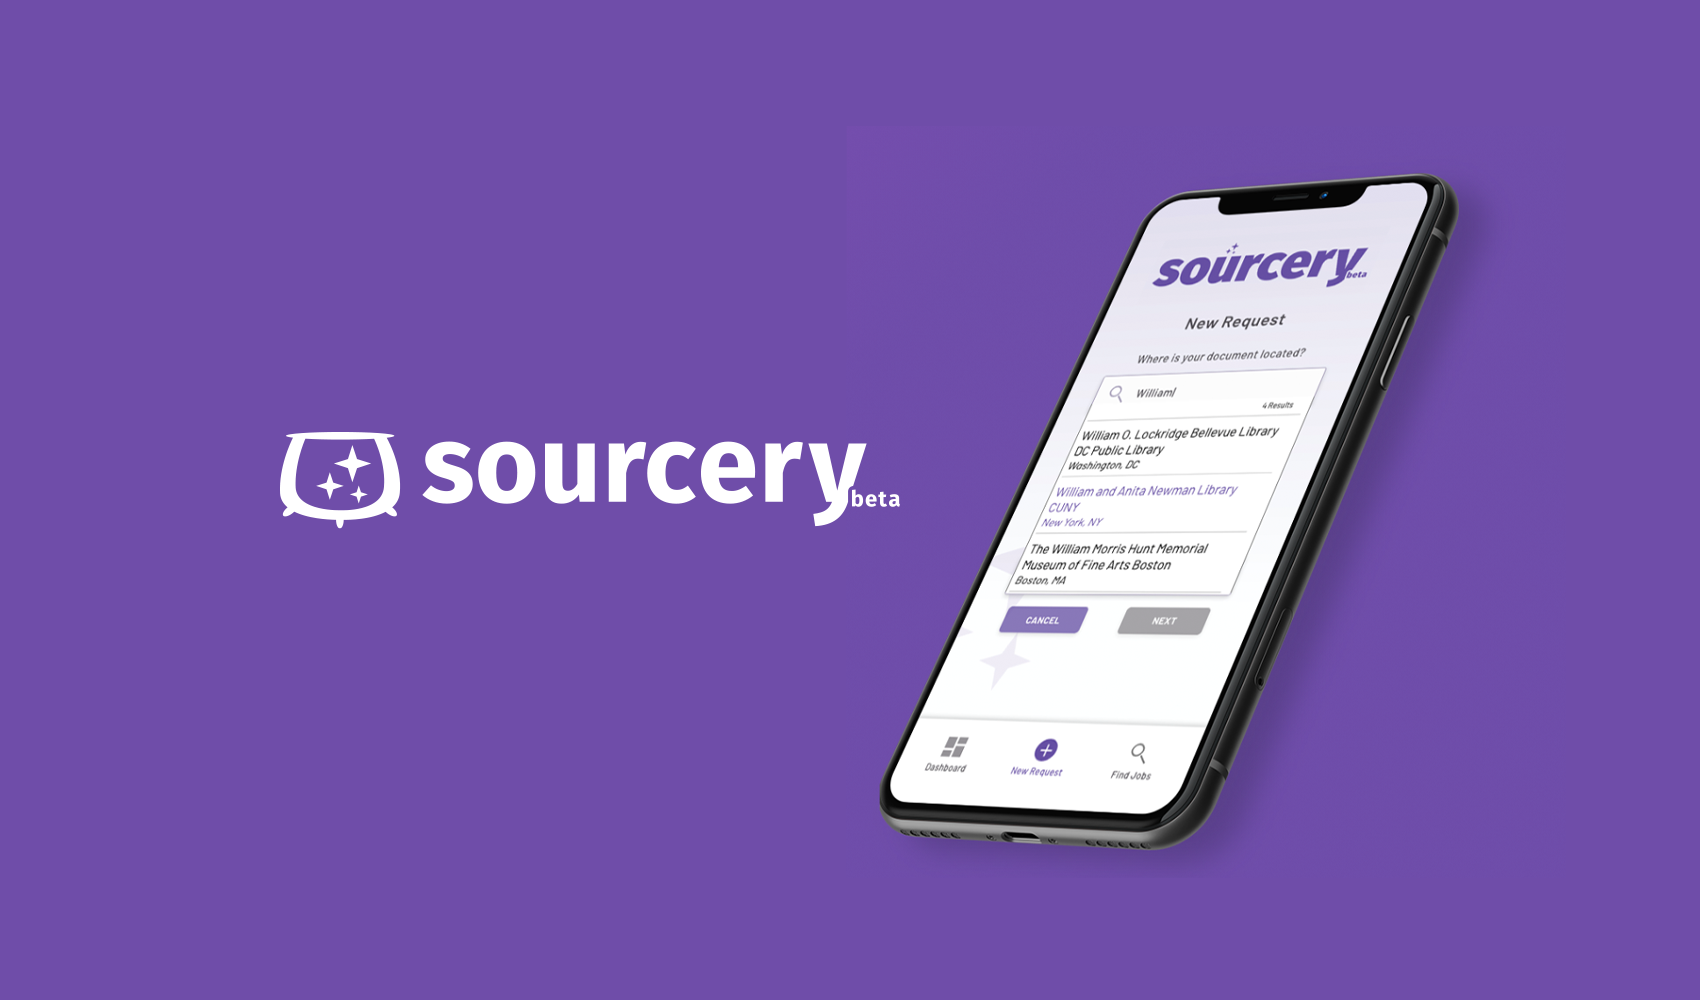 sourcery
beta
sourcery
beta
New Request
Where is your document located?
William
4 Results
William O. Lockridge Bellevue Library
DC Public Library
Washington, DC
William and Anita Newman Library
CUNY
New York, NY
The William Morris Hunt Memorial
Museum of Fine Arts Boston
Boston, MA
CANCEL
NEXT
Dashboard
New Request
Find Jobs